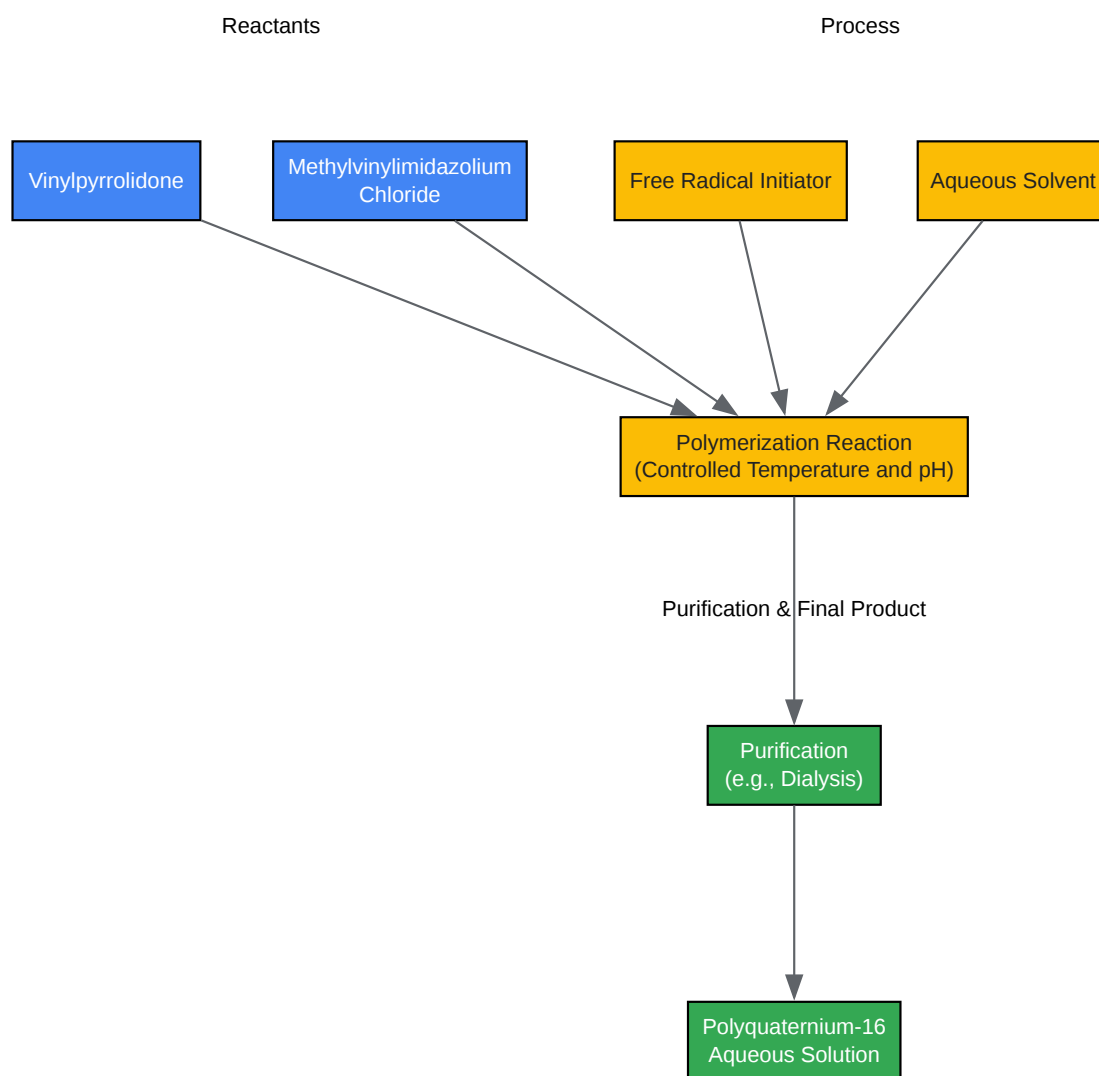 Reactants
Process
Vinylpyrrolidone
Methylvinylimidazolium
Chloride
Free Radical Initiator
Aqueous Solvent
Polymerization Reaction
(Controlled Temperature and pH)
Purification & Final Product
Purification
(e.g., Dialysis)
Polyquaternium-16
Aqueous Solution